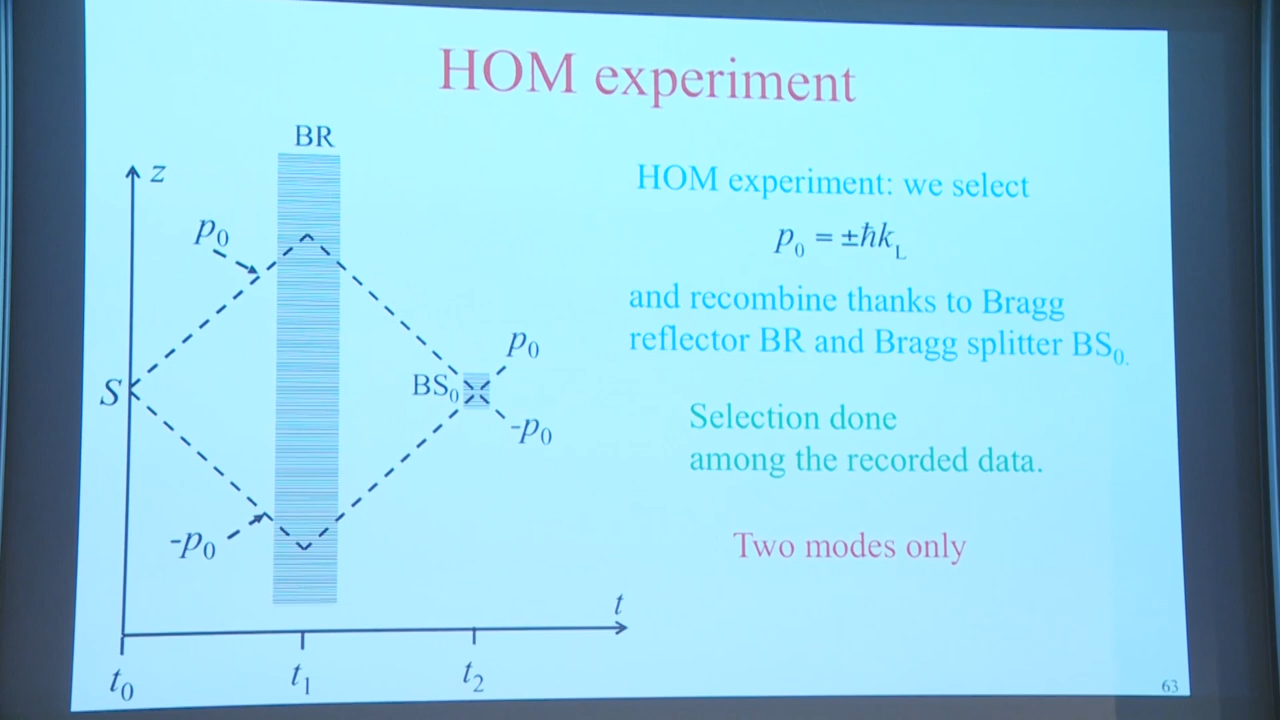 HOM experiment
BR
z
p₀
S
BS₀
p₀
-p₀
-p₀
t
t₀
t₁
t₂
HOM experiment: we select
p₀ = ±ħk_L
and recombine thanks to Bragg
reflector BR and Bragg splitter BS₀.
Selection done
among the recorded data.
Two modes only
63